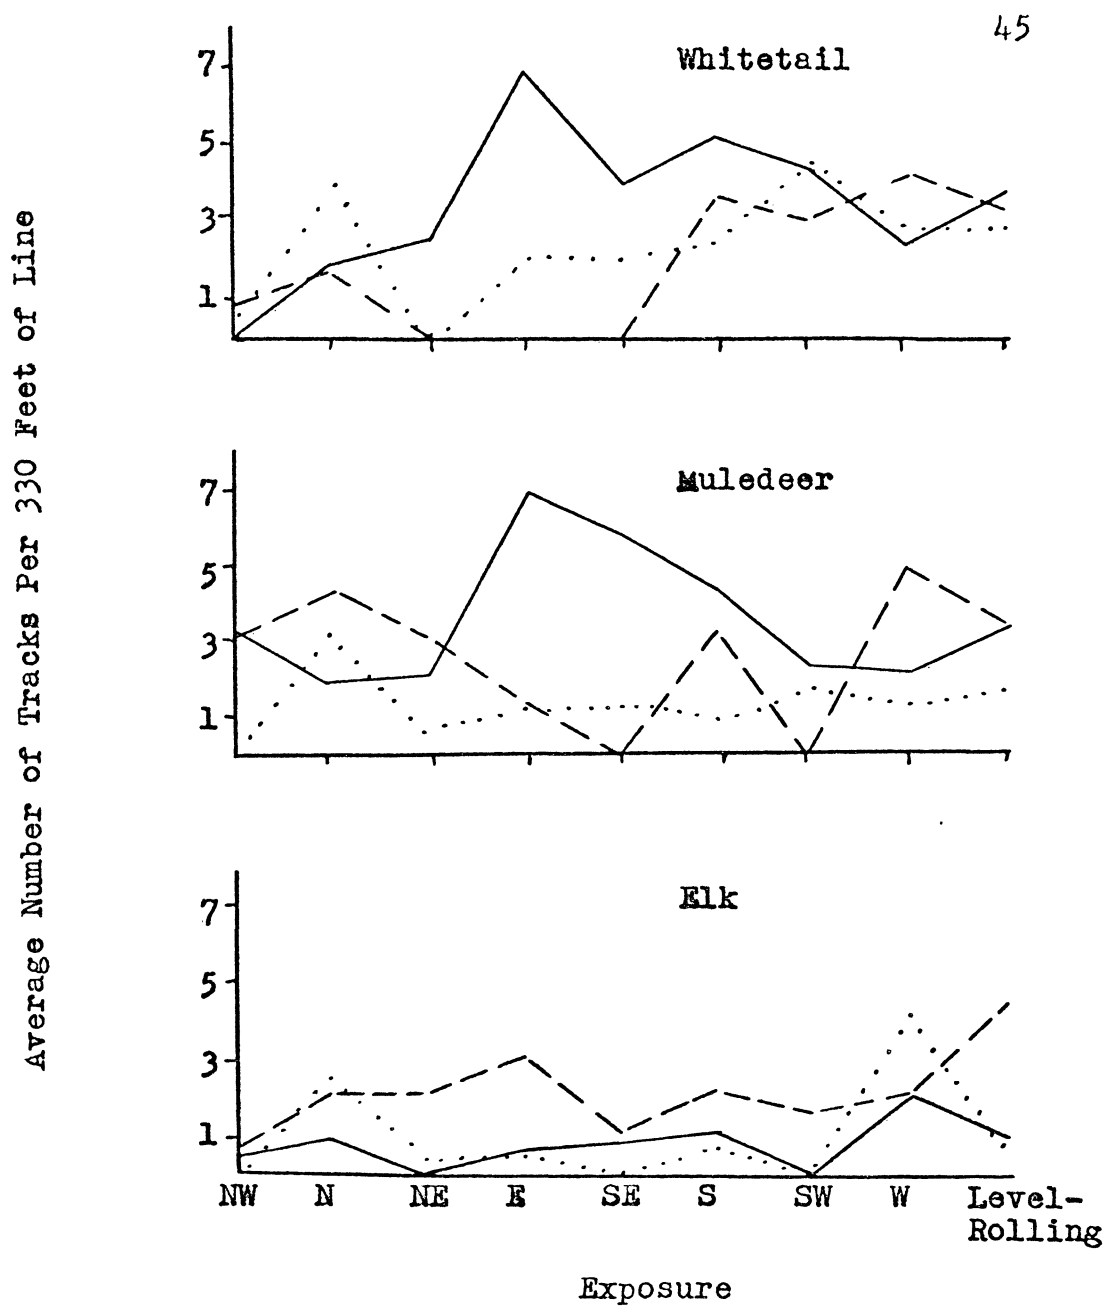 45
Average Number of Tracks Per 330 Feet of Line
Whitetail
7
5
3
1
Muledeer
7
5
3
1
Elk
7
5
3
1
NW N NE E SE S SW W Level-
Rolling
Exposure